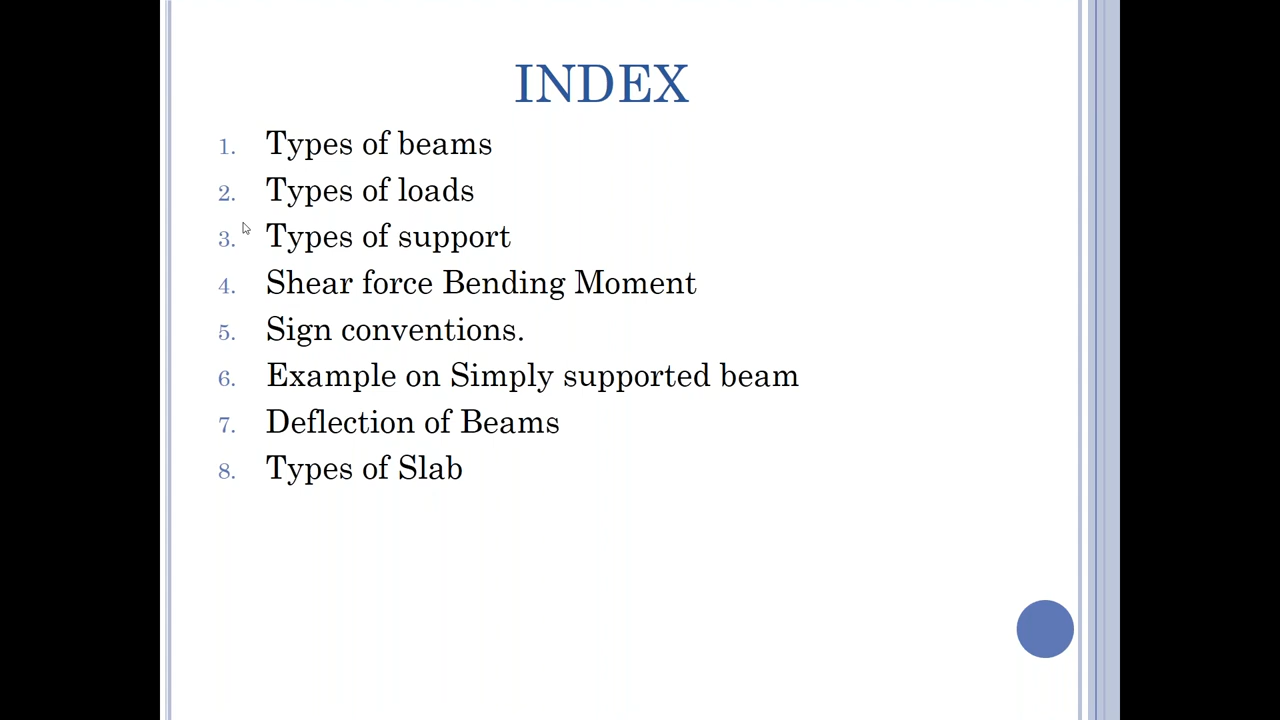 INDEX
1. Types of beams
2. Types of loads
3. Types of support
4. Shear force Bending Moment
5. Sign conventions.
6. Example on Simply supported beam
7. Deflection of Beams
8. Types of Slab